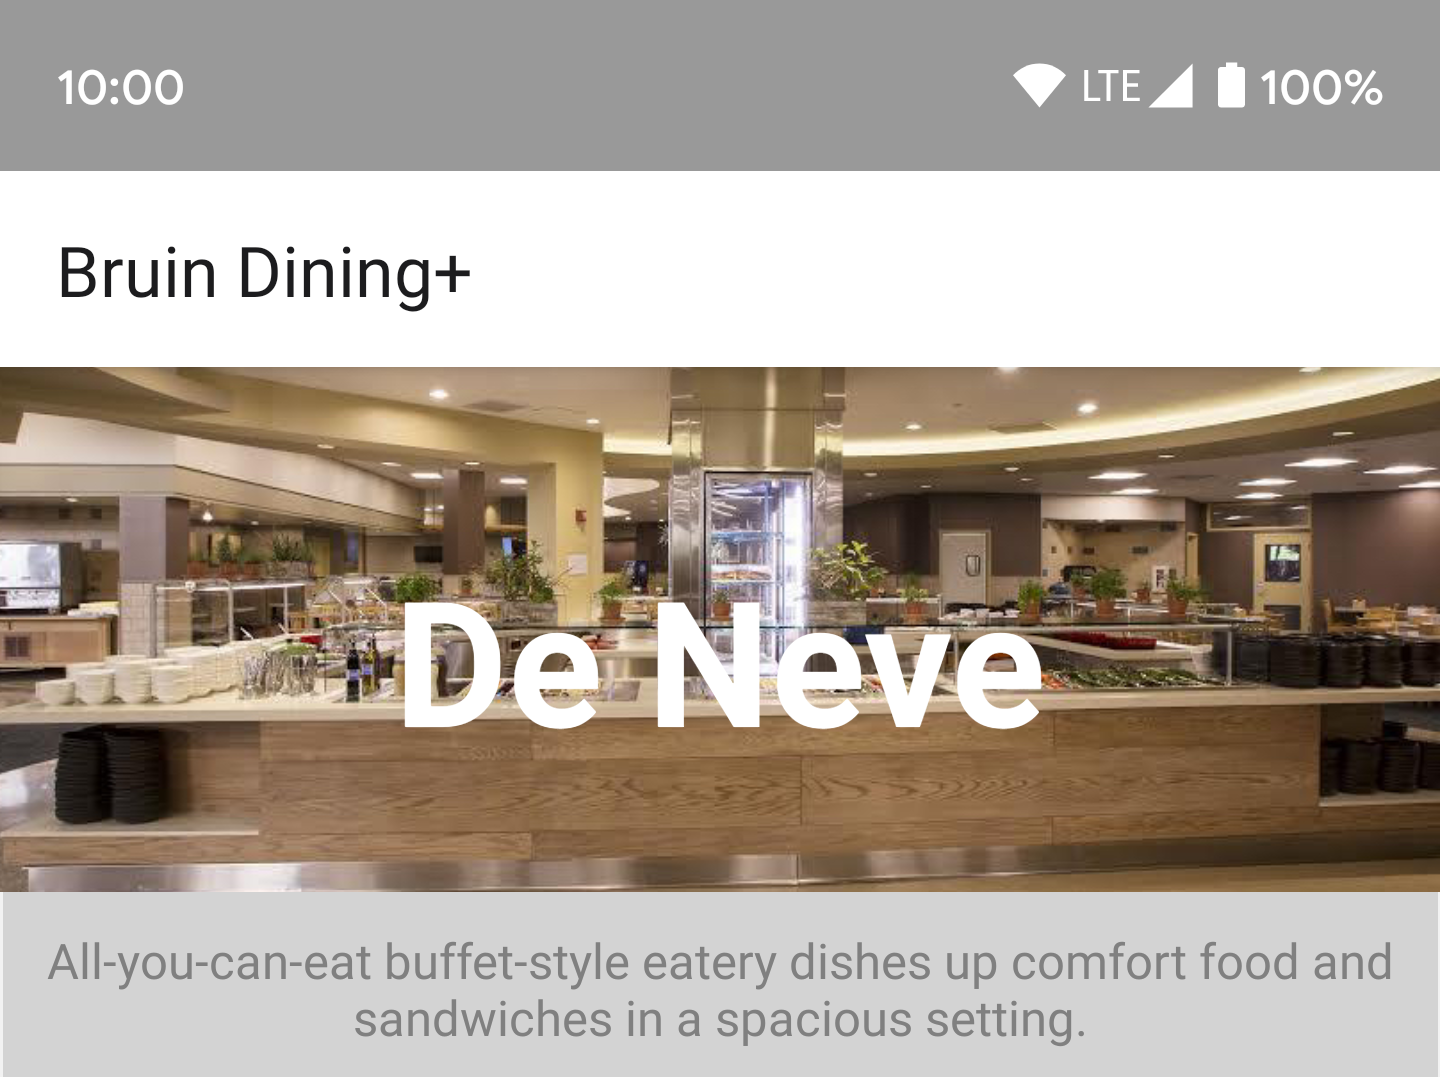 10:00 LTE 100%
Bruin Dining+
De Neve
All-you-can-eat buffet-style eatery dishes up comfort food and
sandwiches in a spacious setting.